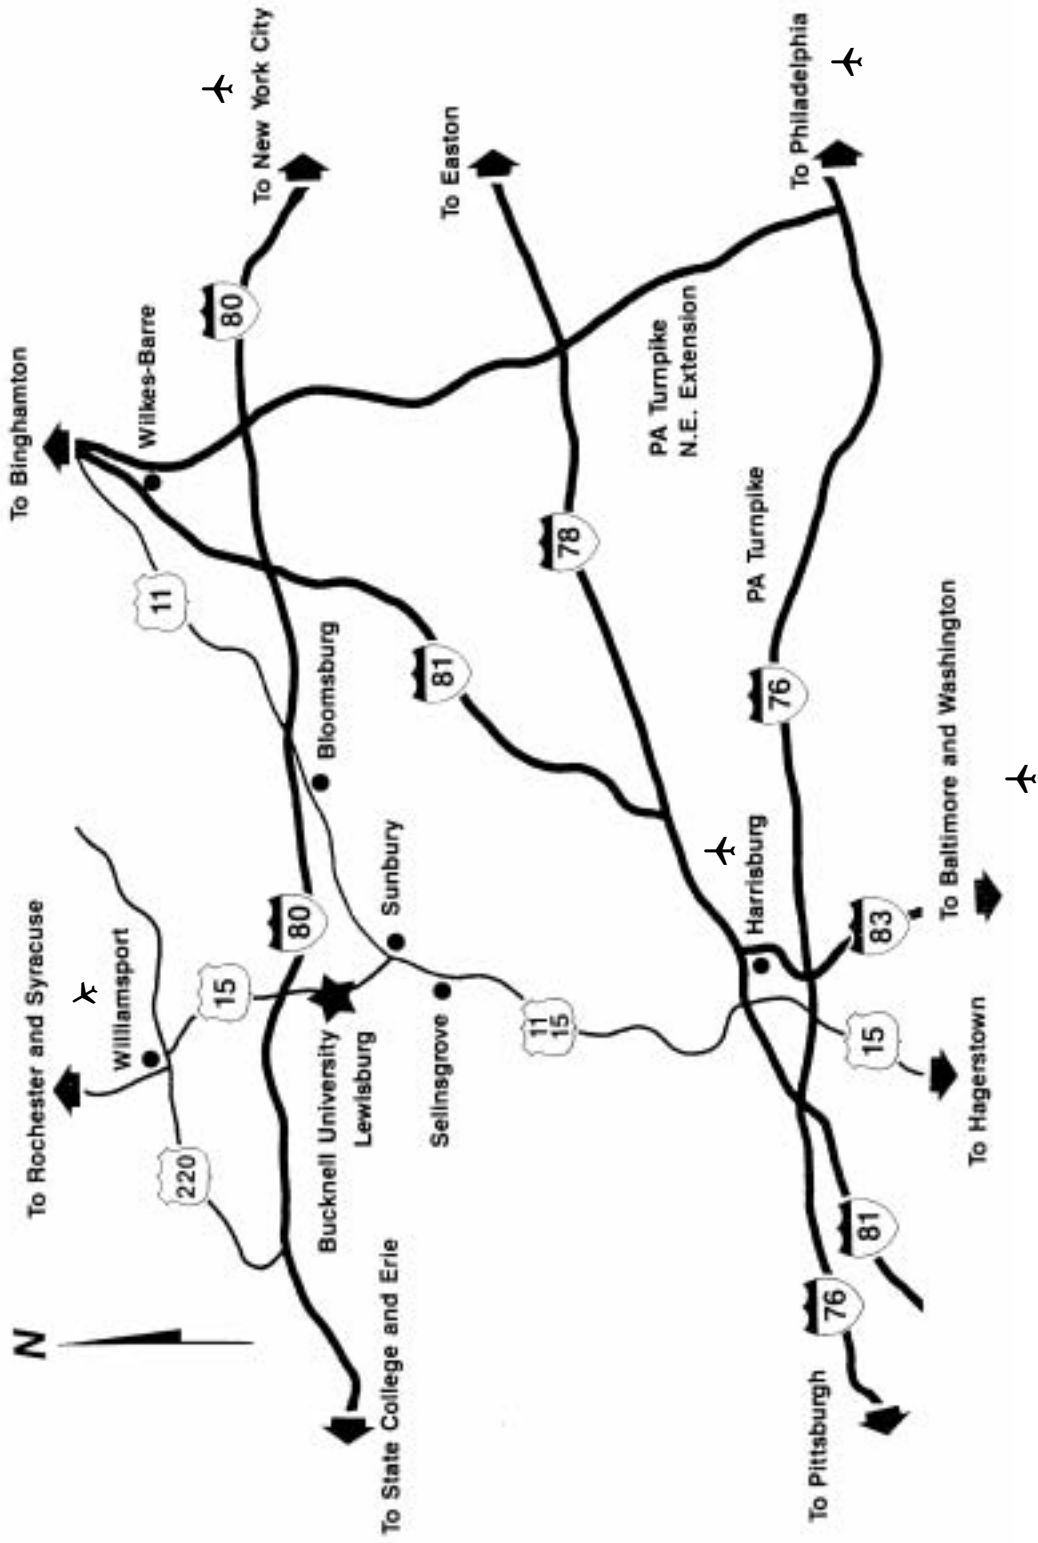 N
To Rochester and Syracuse
To Binghamton
Williamsport
Wilkes-Barre
11
220
15
80
To New York City
80
Bucknell University
Lewisburg
Bloomsburg
To State College and Erie
Sunbury
Selinsgrove
81
To Easton
11
15
78
PA Turnpike
N.E. Extension
Harrisburg
PA Turnpike
76
To Philadelphia
To Pittsburgh
76
81
15
83
To Baltimore and Washington
To Hagerstown